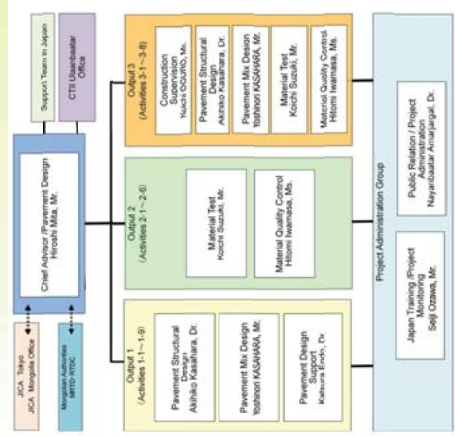 JICA Tokyo
JICA Mongolia Office
Mongolian Authorities
MRTD・RTDC
Chief Advisor /Pavement Design
Hiroshi Mita, Mr.
Support Team in Japan
CTII Ulaanbaatar
Office
Output 1
(Activities 1-1～1-9)
Pavement Structural
Design
Akihiko Kasahara, Dr.
Pavement Mix Design
Yoshinori KASAHARA, Mr.
Pavement Design
Support
Katsura Endo, Dr
Output 2
(Activities 2-1～2-6)
Material Test
Koichi Suzuki, Mr.
Material Quality Control
Hitomi Iwamasa, Ms.
Output 3
(Activities 3-1～3-8)
Construction
Supervision
Yoichi OGURO, Mr.
Pavement Structural
Design
Akihiko Kasahara, Dr.
Pavement Mix Design
Yoshinori KASAHARA, Mr.
Material Test
Koichi Suzuki, Mr.
Material Quality Control
Hitomi Iwamasa, Ms.
Project Administration Group
Japan Training /Project
Monitoring
Seiji Ozawa, Mr.
Public Relation / Project
Administration
Nayanbaatar Amarjargal, Dr.